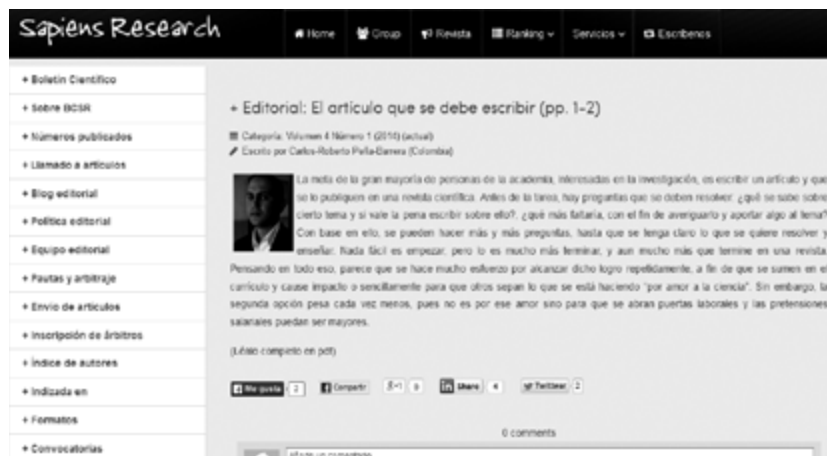 Sapiens Research
Home Group Revista Ranking Servicios Escríbenos
+ Boletín Científico
+ Sobre BCSR
+ Números publicados
+ Llamado a artículos
+ Blog editorial
+ Política editorial
+ Equipo editorial
+ Pautas y arbitraje
+ Envío de artículos
+ Inscripción de árbitros
+ Índice de autores
+ Indizada en
+ Formatos
+ Convocatorias
+ Editorial: El artículo que se debe escribir (pp. 1-2)
Categoría: Volumen 4 Número 1 (2014) (actual)
Escrito por Carlos-Roberto Peña-Barrera (Colombia)
La meta de la gran mayoría de personas de la academia, interesadas en la investigación, es escribir un artículo y que
se lo publiquen en una revista científica. Antes de la tarea, hay preguntas que se deben resolver: ¿qué se sabe sobre
cierto tema y si vale la pena escribir sobre ello?, ¿qué más faltaría, con el fin de averiguarlo y aportar algo al tema?
Con base en ello, se pueden hacer más y más preguntas, hasta que se tenga claro lo que se quiere resolver y
enseñar. Nada fácil es empezar, pero lo es mucho más terminar, y aun mucho más que termine en una revista.
Pensando en todo eso, parece que se hace mucho esfuerzo por alcanzar dicho logro repetidamente, a fin de que se sumen en el
currículo y cause impacto o sencillamente para que otros sepan lo que se está haciendo "por amor a la ciencia". Sin embargo, la
segunda opción pesa cada vez menos, pues no es por ese amor sino para que se abran puertas laborales y las pretensiones
salariales puedan ser mayores.
(Léalo completo en pdf)
Me gusta 2 Compartir +1 0 Share 4 Twittear 2
0 comments
Añade un comentario